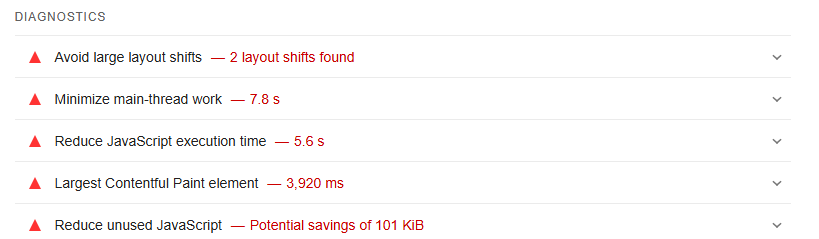 DIAGNOSTICS
Avoid large layout shifts — 2 layout shifts found
Minimize main-thread work — 7.8 s
Reduce JavaScript execution time — 5.6 s
Largest Contentful Paint element — 3,920 ms
Reduce unused JavaScript — Potential savings of 101 KiB